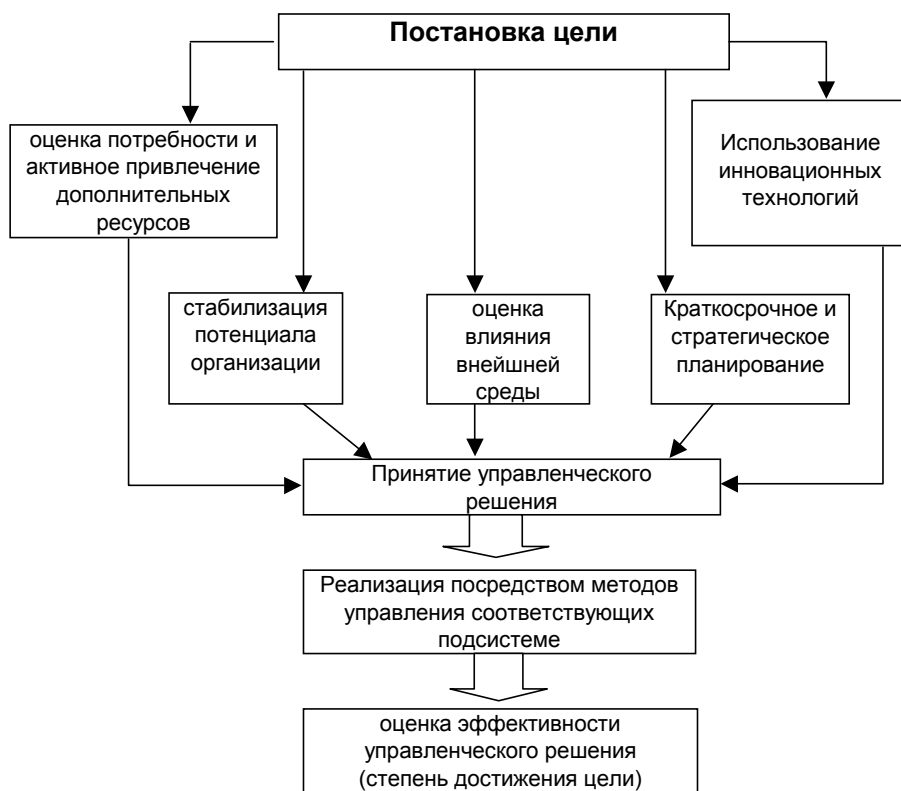 Постановка цели
оценка потребности и
активное привлечение
дополнительных
ресурсов
Использование
инновационных
технологий
стабилизация
потенциала
организации
оценка
влияния
внейшней
среды
Краткосрочное и
стратегическое
планирование
Принятие управленческого
решения
Реализация посредством методов
управления соответствующих
подсистеме
оценка эффективности
управленческого решения
(степень достижения цели)